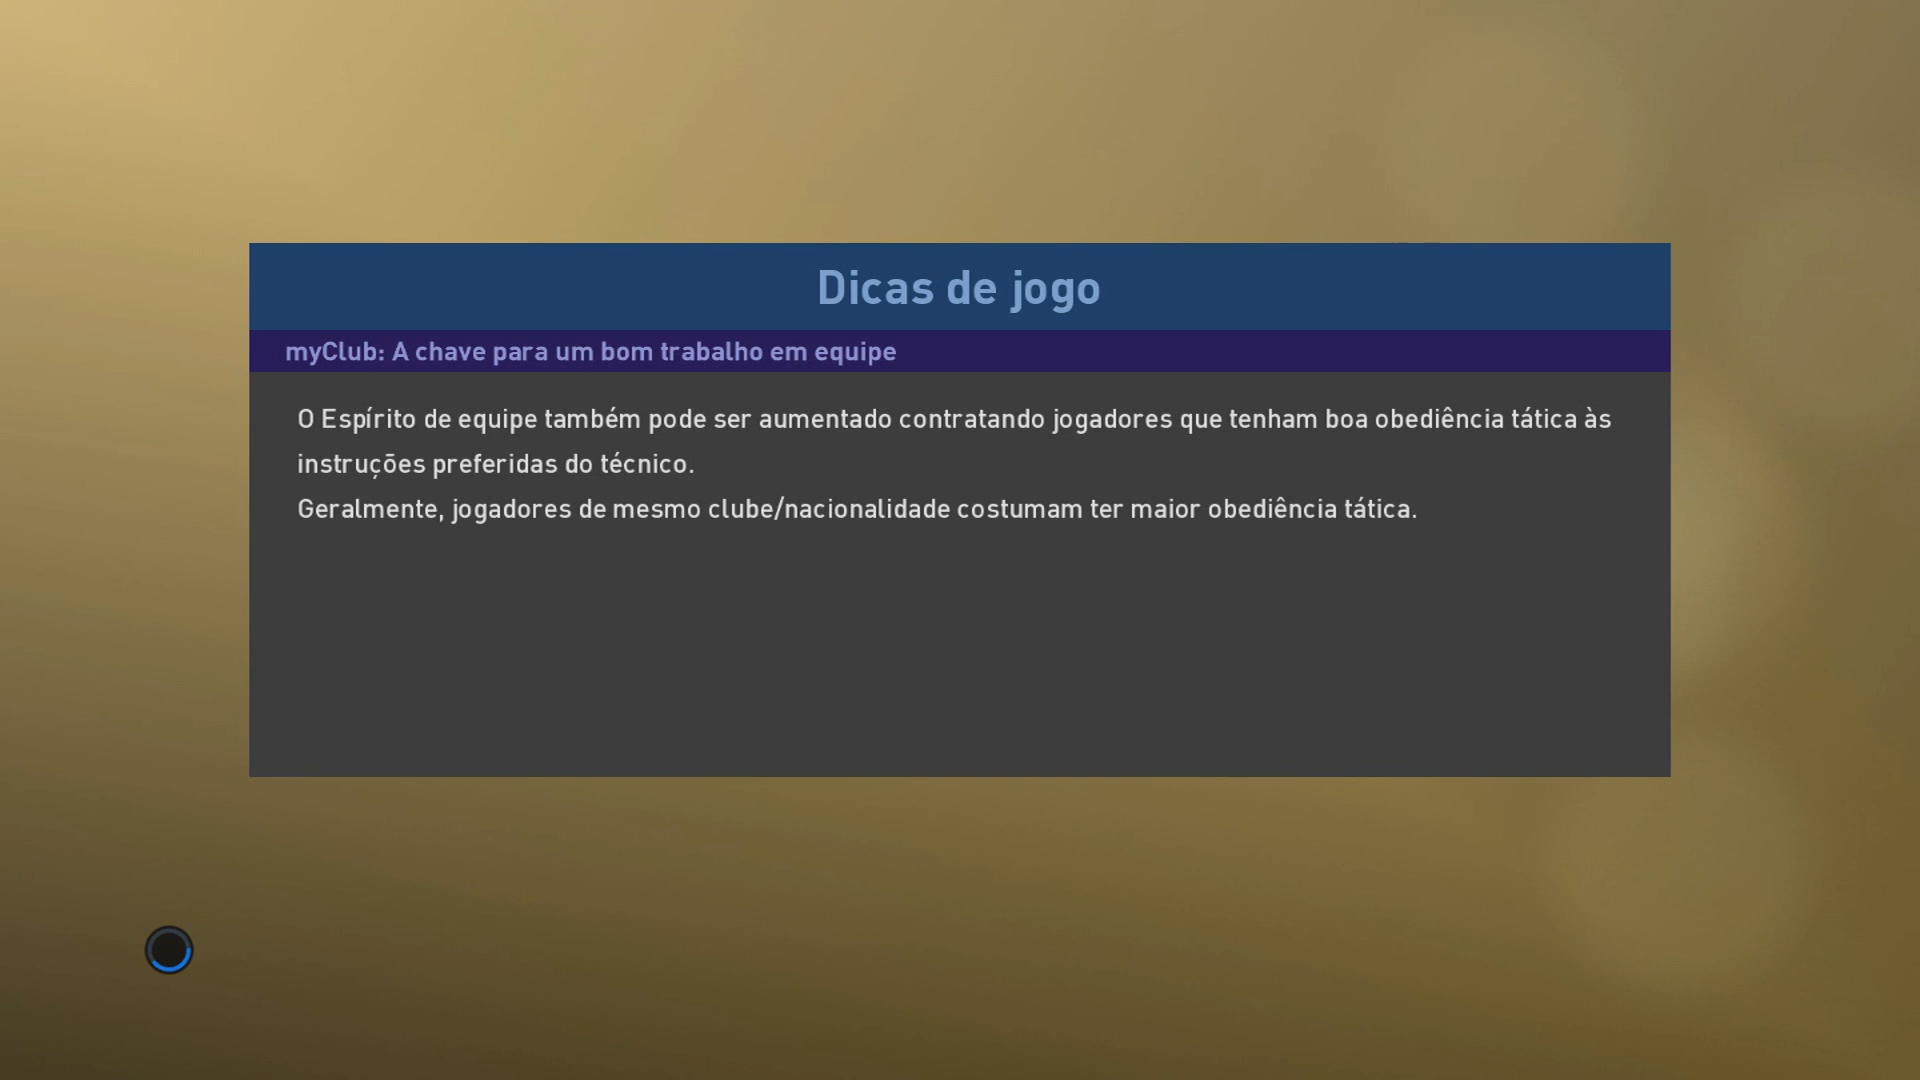 Dicas de jogo
myClub: A chave para um bom trabalho em equipe
O Espírito de equipe também pode ser aumentado contratando jogadores que tenham boa obediência tática às
instruções preferidas do técnico.
Geralmente, jogadores de mesmo clube/nacionalidade costumam ter maior obediência tática.